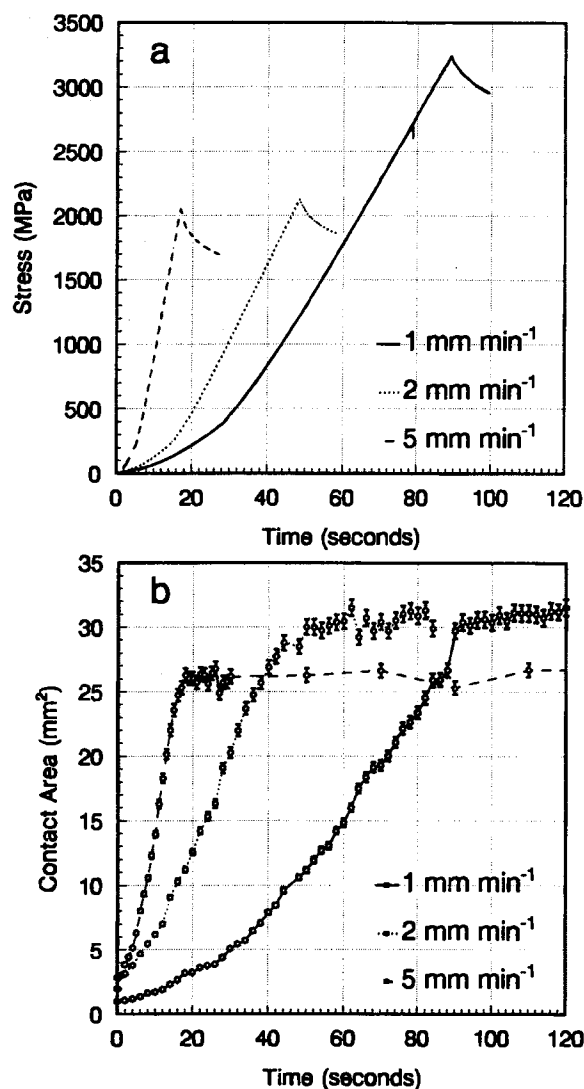 a
3500
3000
2500
2000
1500
1000
500
0
Stress (MPa)
1 mm min⁻¹
2 mm min⁻¹
5 mm min⁻¹
0 20 40 60 80 100 120
Time (seconds)
b
35
30
25
20
15
10
5
0
Contact Area (mm²)
1 mm min⁻¹
2 mm min⁻¹
5 mm min⁻¹
0 20 40 60 80 100 120
Time (seconds)